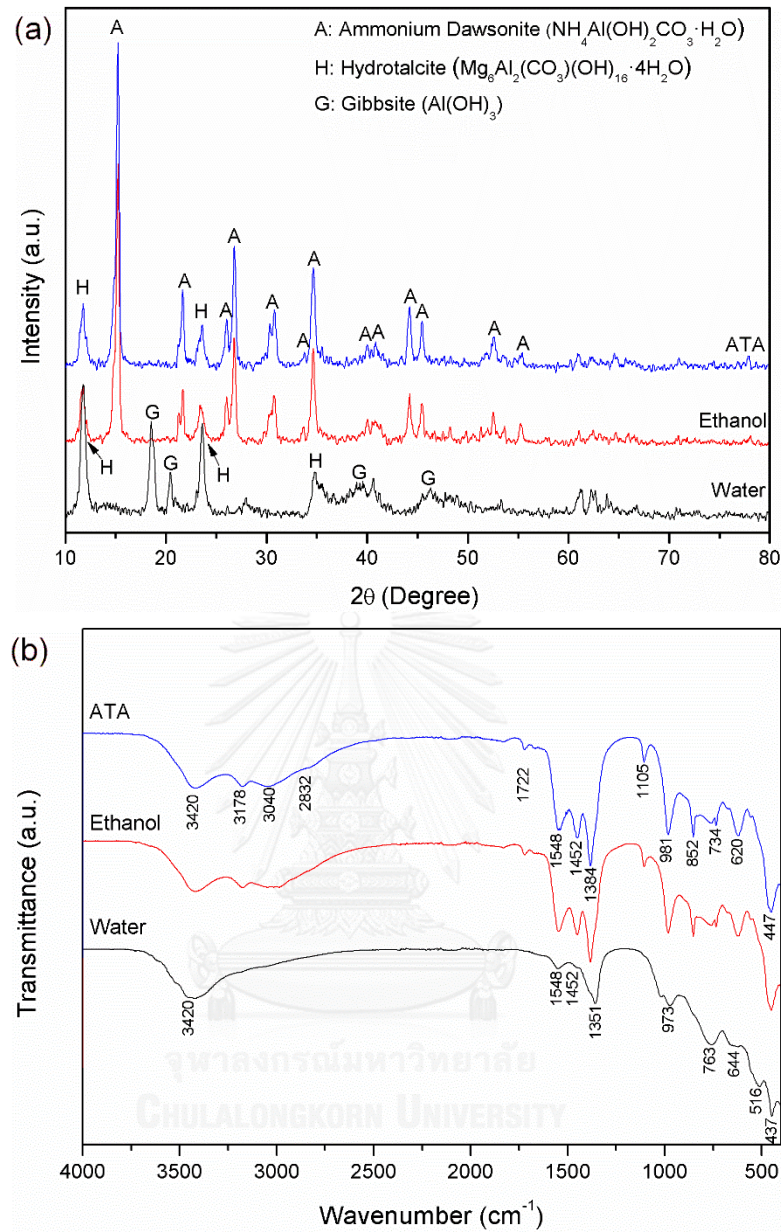 (a)
A
A: Ammonium Dawsonite (NH₄Al(OH)₂CO₃·H₂O)
H: Hydrotalcite (Mg₆Al₂(CO₃)(OH)₁₆·4H₂O)
G: Gibbsite (Al(OH)₃)
H A H A A A A A A A A A A A
ATA
Ethanol
H G G H H G G
Water
Intensity (a.u.)
10 20 30 40 50 60 70 80
2θ (Degree)
(b)
ATA
3420 3178 3040 2832 1722 1548 1452 1384 1105 981 852 734 620 447
Ethanol
Water
3420 1548 1452 1351 973 763 644 516 437
Transmittance (a.u.)
จุฬาลงกรณ์มหาวิทยาลัย
CHULALONGKORN UNIVERSITY
4000 3500 3000 2500 2000 1500 1000 500
Wavenumber (cm⁻¹)